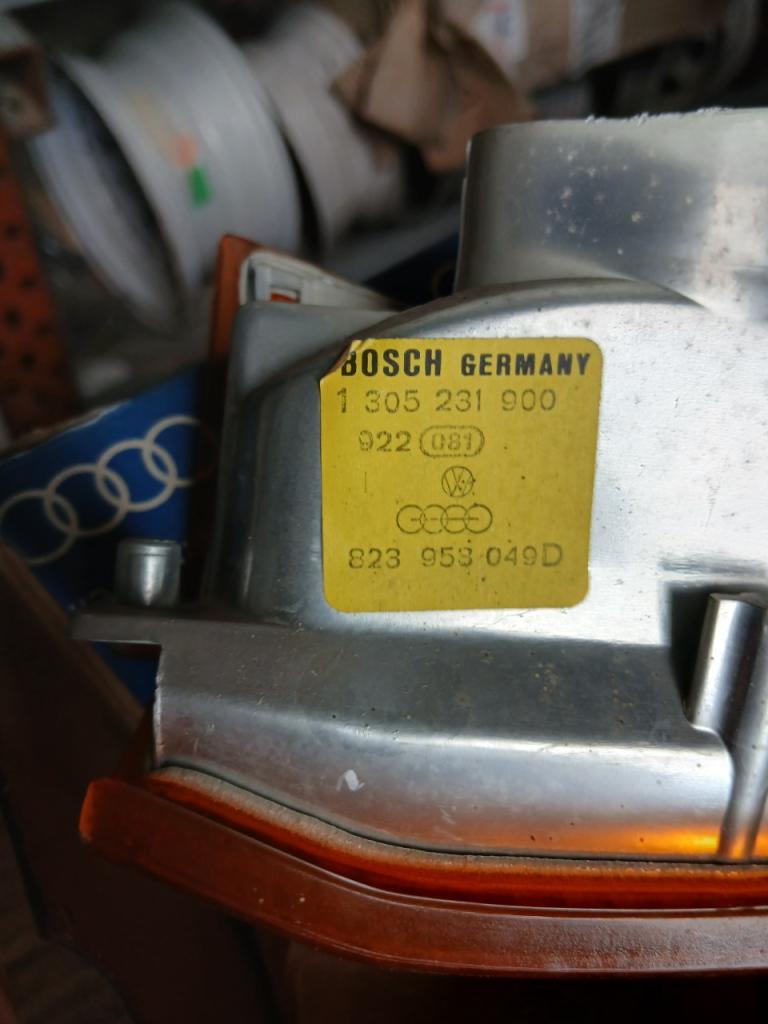 BOSCH GERMANY
1 305 231 900
922 081
823 953 049D